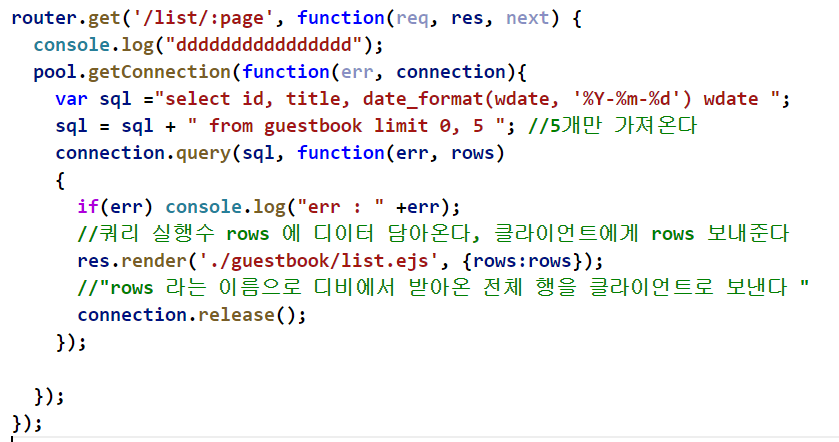 router.get('/list/:page', function(req, res, next) {
  console.log("dddddddddddddddd");
  pool.getConnection(function(err, connection){
    var sql ="select id, title, date_format(wdate, '%Y-%m-%d') wdate ";
    sql = sql + " from guestbook limit 0, 5 "; //5개만 가져온다
    connection.query(sql, function(err, rows)
    {
      if(err) console.log("err : " +err);
      //쿼리 실행수 rows 에 디이터 담아온다, 클라이언트에게 rows 보내준다
      res.render('./guestbook/list.ejs', {rows:rows});
      //"rows 라는 이름으로 디비에서 받아온 전체 행을 클라이언트로 보낸다 "
      connection.release();
    });
  });
});